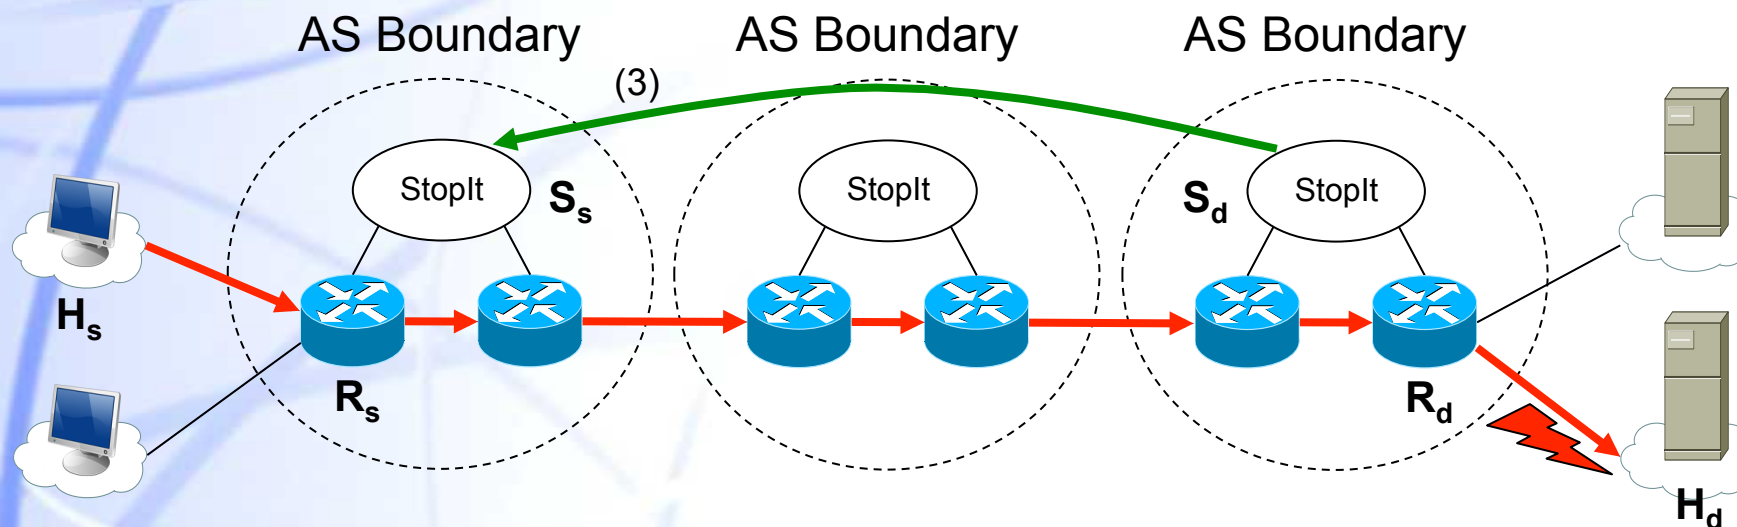 AS Boundary AS Boundary AS Boundary
(3)
StopIt StopIt StopIt
Ss Sd
Hs
Rs Rd
Hd